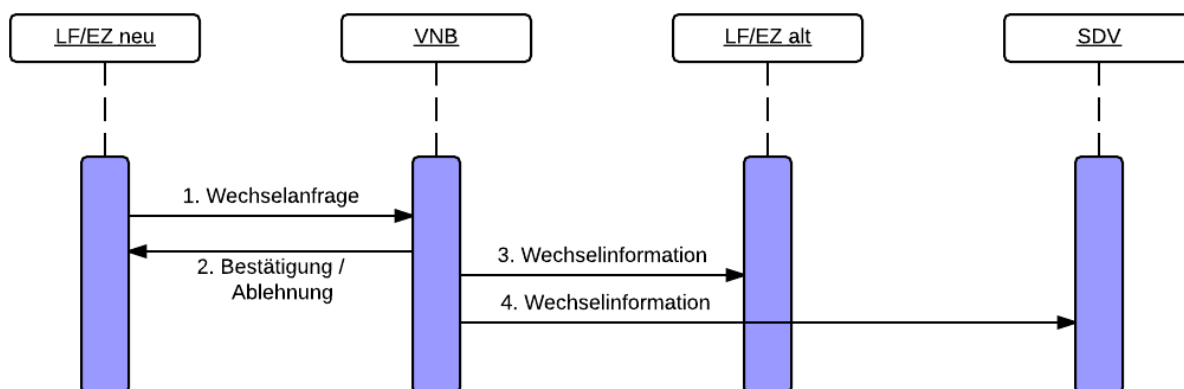 LF/EZ neu
VNB
LF/EZ alt
SDV
1. Wechselanfrage
2. Bestätigung /
Ablehnung
3. Wechselinformation
4. Wechselinformation